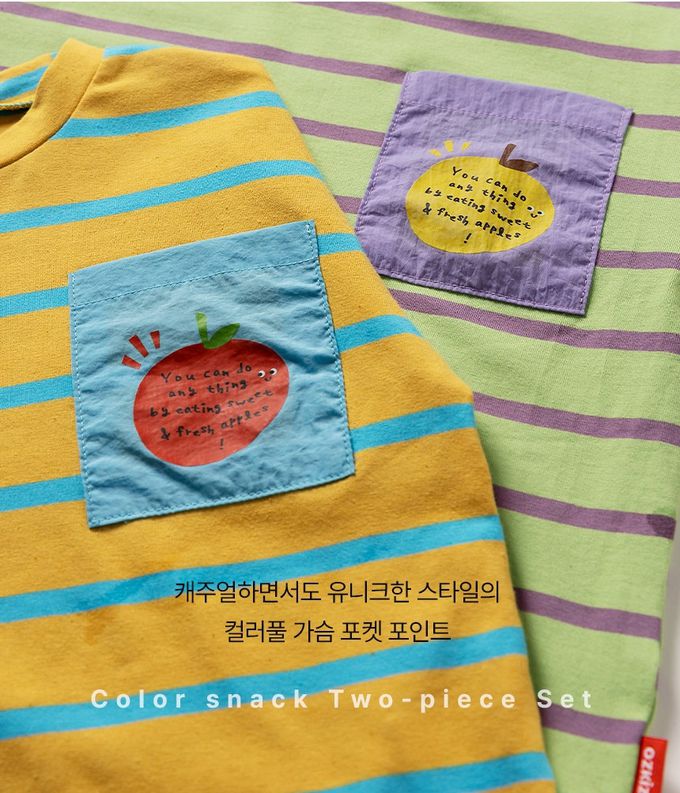 You can do
any thing
by eating sweet
& fresh apples
!
You can do
any thing
by eating sweet
& fresh apples
!
캐주얼하면서도 유니크한 스타일의
컬러풀 가슴 포켓 포인트
Color snack Two-piece Set
OZKIZ